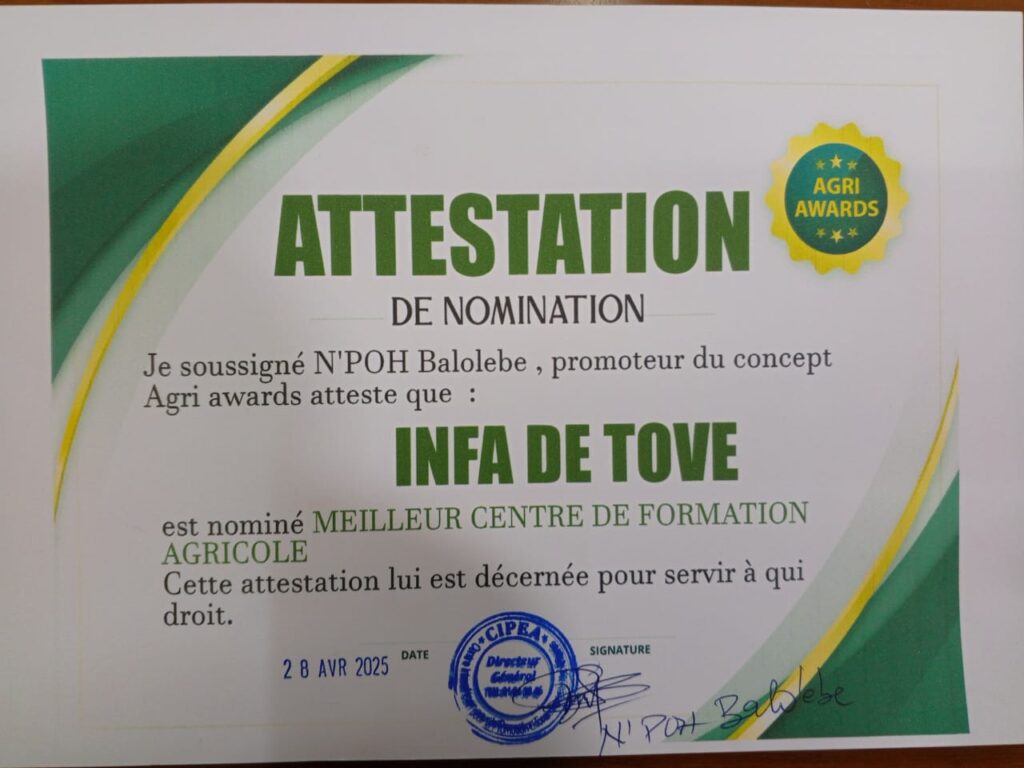 AGRI
AWARDS
ATTESTATION
DE NOMINATION
Je soussigné N'POH Balolebe , promoteur du concept
Agri awards atteste que :
INFA DE TOVE
est nominé MEILLEUR CENTRE DE FORMATION
AGRICOLE
Cette attestation lui est décernée pour servir à qui
droit.
28 AVR 2025 DATE
SIGNATURE
CIPEA
Directeur
Général
N'POH Balolebe